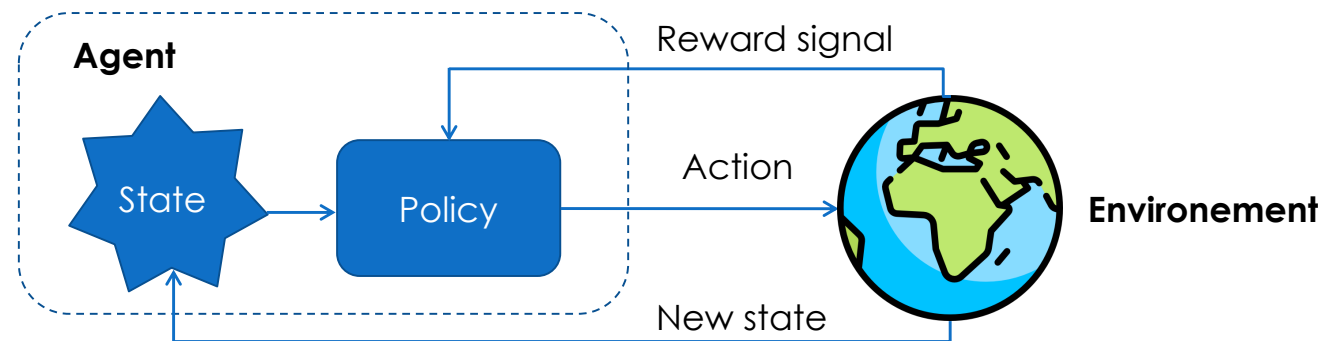 Agent
Reward signal
State
Policy
Action
Environement
New state